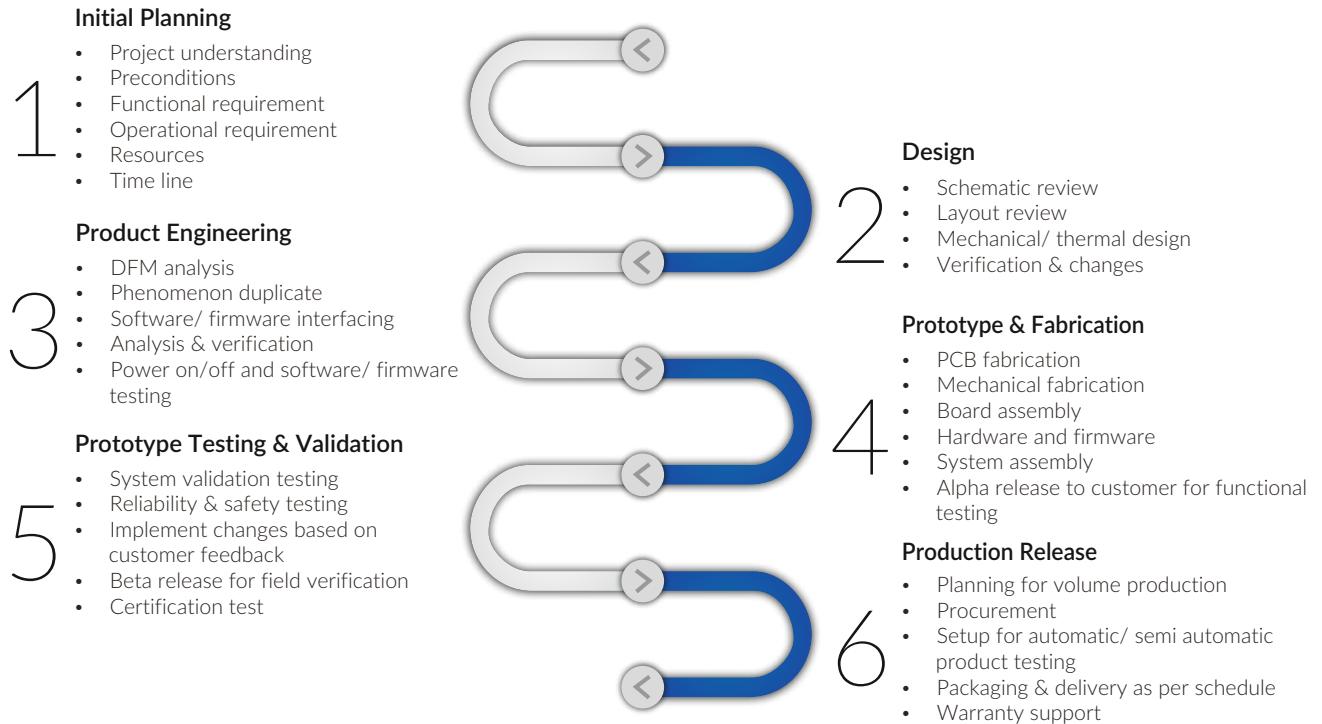 1
Initial Planning
• Project understanding
• Preconditions
• Functional requirement
• Operational requirement
• Resources
• Time line
2
Design
• Schematic review
• Layout review
• Mechanical/ thermal design
• Verification & changes
3
Product Engineering
• DFM analysis
• Phenomenon duplicate
• Software/ firmware interfacing
• Analysis & verification
• Power on/off and software/ firmware
testing
4
Prototype & Fabrication
• PCB fabrication
• Mechanical fabrication
• Board assembly
• Hardware and firmware
• System assembly
• Alpha release to customer for functional
testing
5
Prototype Testing & Validation
• System validation testing
• Reliability & safety testing
• Implement changes based on
customer feedback
• Beta release for field verification
• Certification test
6
Production Release
• Planning for volume production
• Procurement
• Setup for automatic/ semi automatic
product testing
• Packaging & delivery as per schedule
• Warranty support